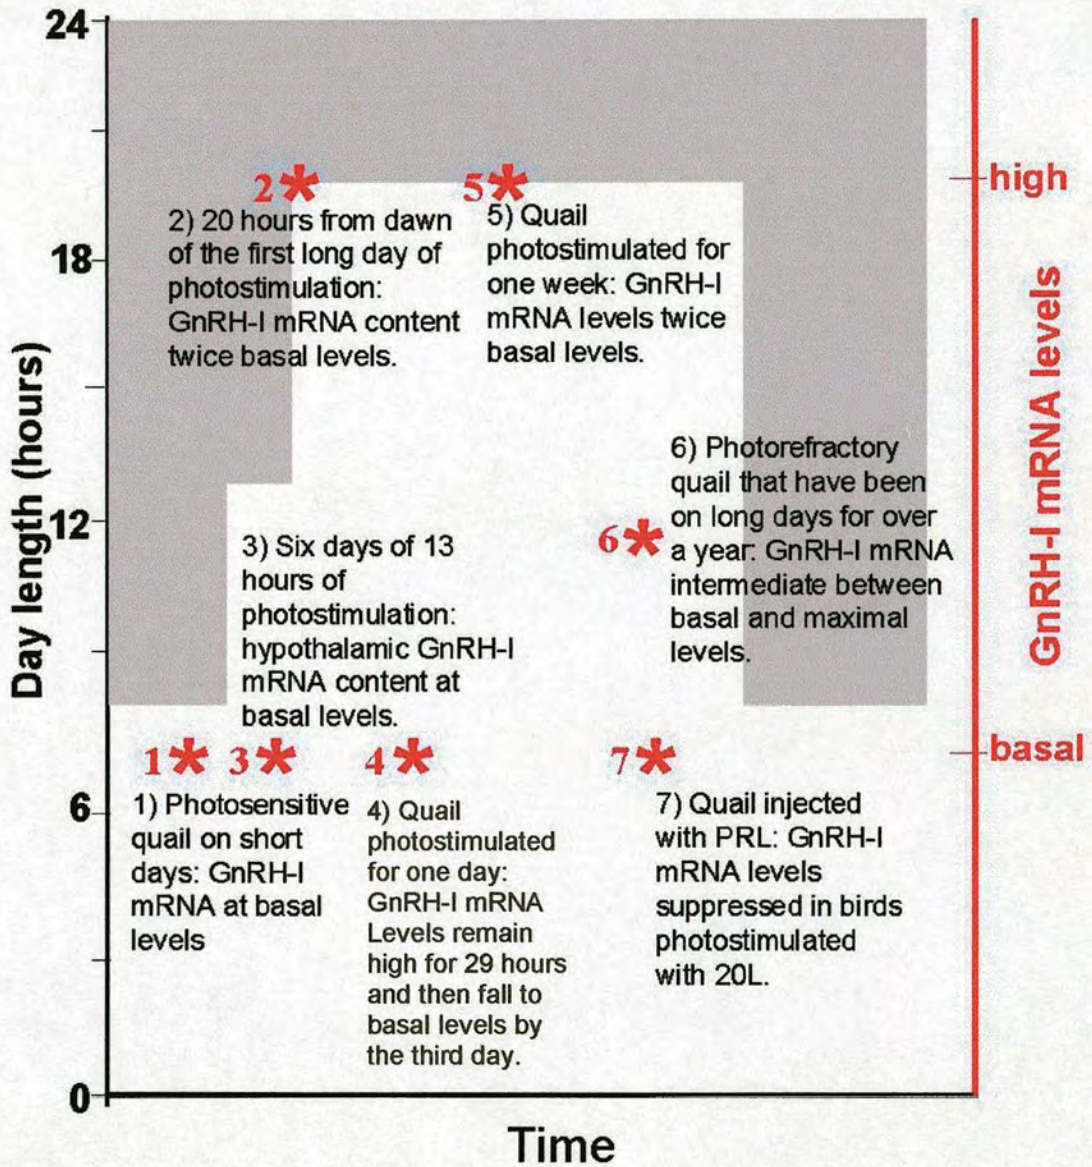 24
18
12
6
0
Day length (hours)
Time
high
basal
GnRH-I mRNA levels
2*
2) 20 hours from dawn
of the first long day of
photostimulation:
GnRH-I mRNA content
twice basal levels.
5*
5) Quail
photostimulated for
one week: GnRH-I
mRNA levels twice
basal levels.
3) Six days of 13
hours of
photostimulation:
hypothalamic GnRH-I
mRNA content at
basal levels.
6*
6) Photorefractory
quail that have been
on long days for over
a year: GnRH-I mRNA
intermediate between
basal and maximal
levels.
1* 3* 4* 7*
1) Photosensitive
quail on short
days: GnRH-I
mRNA at basal
levels
4) Quail
photostimulated
for one day:
GnRH-I mRNA
Levels remain
high for 29 hours
and then fall to
basal levels by
the third day.
7) Quail injected
with PRL: GnRH-I
mRNA levels
suppressed in birds
photostimulated
with 20L.